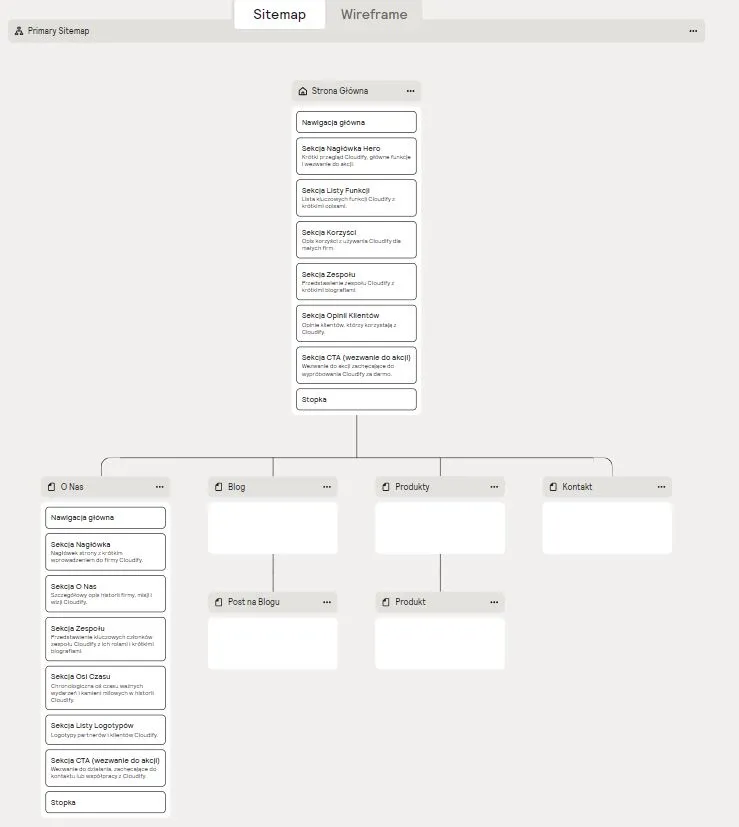 Sitemap
Wireframe
Primary Sitemap
Strona Główna
Nawigacja główna
Sekcja Nagłówka Hero
Krótki przegląd Cloudify, główne funkcje
i wezwanie do akcji.
Sekcja Listy Funkcji
Lista kluczowych funkcji Cloudify z
krótkimi opisami.
Sekcja Korzyści
Opis korzyści z używania Cloudify dla
małych firm.
Sekcja Zespołu
Przedstawienie zespołu Cloudify z
krótkimi biografiami.
Sekcja Opinii Klientów
Opinie klientów, którzy korzystają z
Cloudify.
Sekcja CTA (wezwanie do akcji)
Wezwanie do akcji zachęcające do
wypróbowania Cloudify za darmo.
Stopka
O Nas
Nawigacja główna
Sekcja Nagłówka
Nagłówek strony z krótkim
wprowadzeniem do firmy Cloudify.
Sekcja O Nas
Szczegółowy opis historii firmy, misji i
wizji Cloudify.
Sekcja Zespołu
Przedstawienie kluczowych członków
zespołu Cloudify z ich rolami i krótkimi
biografiami.
Sekcja Osi Czasu
Chronologiczna oś czasu ważnych
wydarzeń i kamieni milowych w historii
Cloudify.
Sekcja Listy Logotypów
Logotypy partnerów i klientów Cloudify.
Sekcja CTA (wezwanie do akcji)
Wezwanie do działania, zachęcające do
kontaktu lub współpracy z Cloudify.
Stopka
Blog
Post na Blogu
Produkty
Produkt
Kontakt